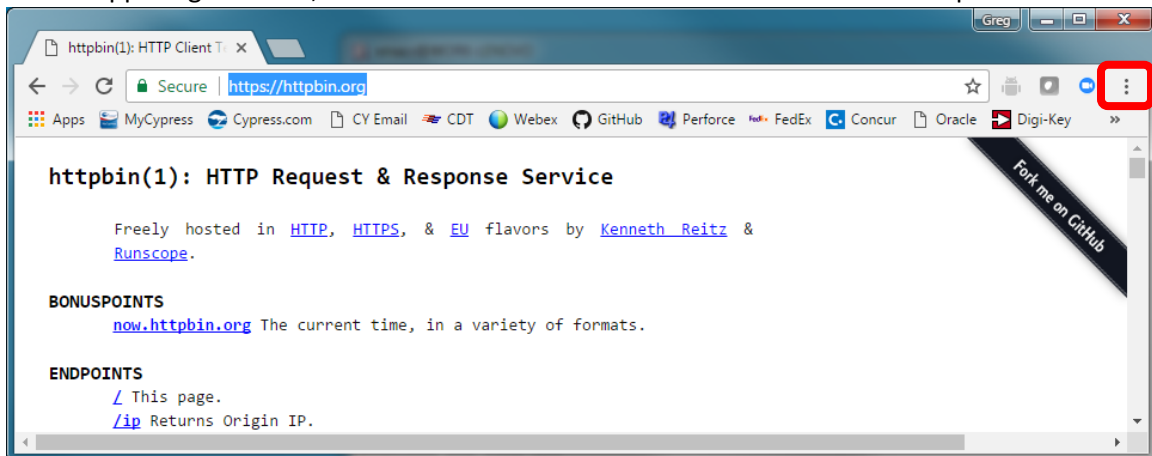 Greg
httpbin(1): HTTP Client T
Secure | https://httpbin.org
Apps MyCypress Cypress.com CY Email CDT Webex GitHub Perforce FedEx Concur Oracle Digi-Key »
Fork me on GitHub
httpbin(1): HTTP Request & Response Service
Freely hosted in HTTP, HTTPS, & EU flavors by Kenneth Reitz &
Runscope.
BONUSPOINTS
now.httpbin.org The current time, in a variety of formats.
ENDPOINTS
/ This page.
/ip Returns Origin IP.